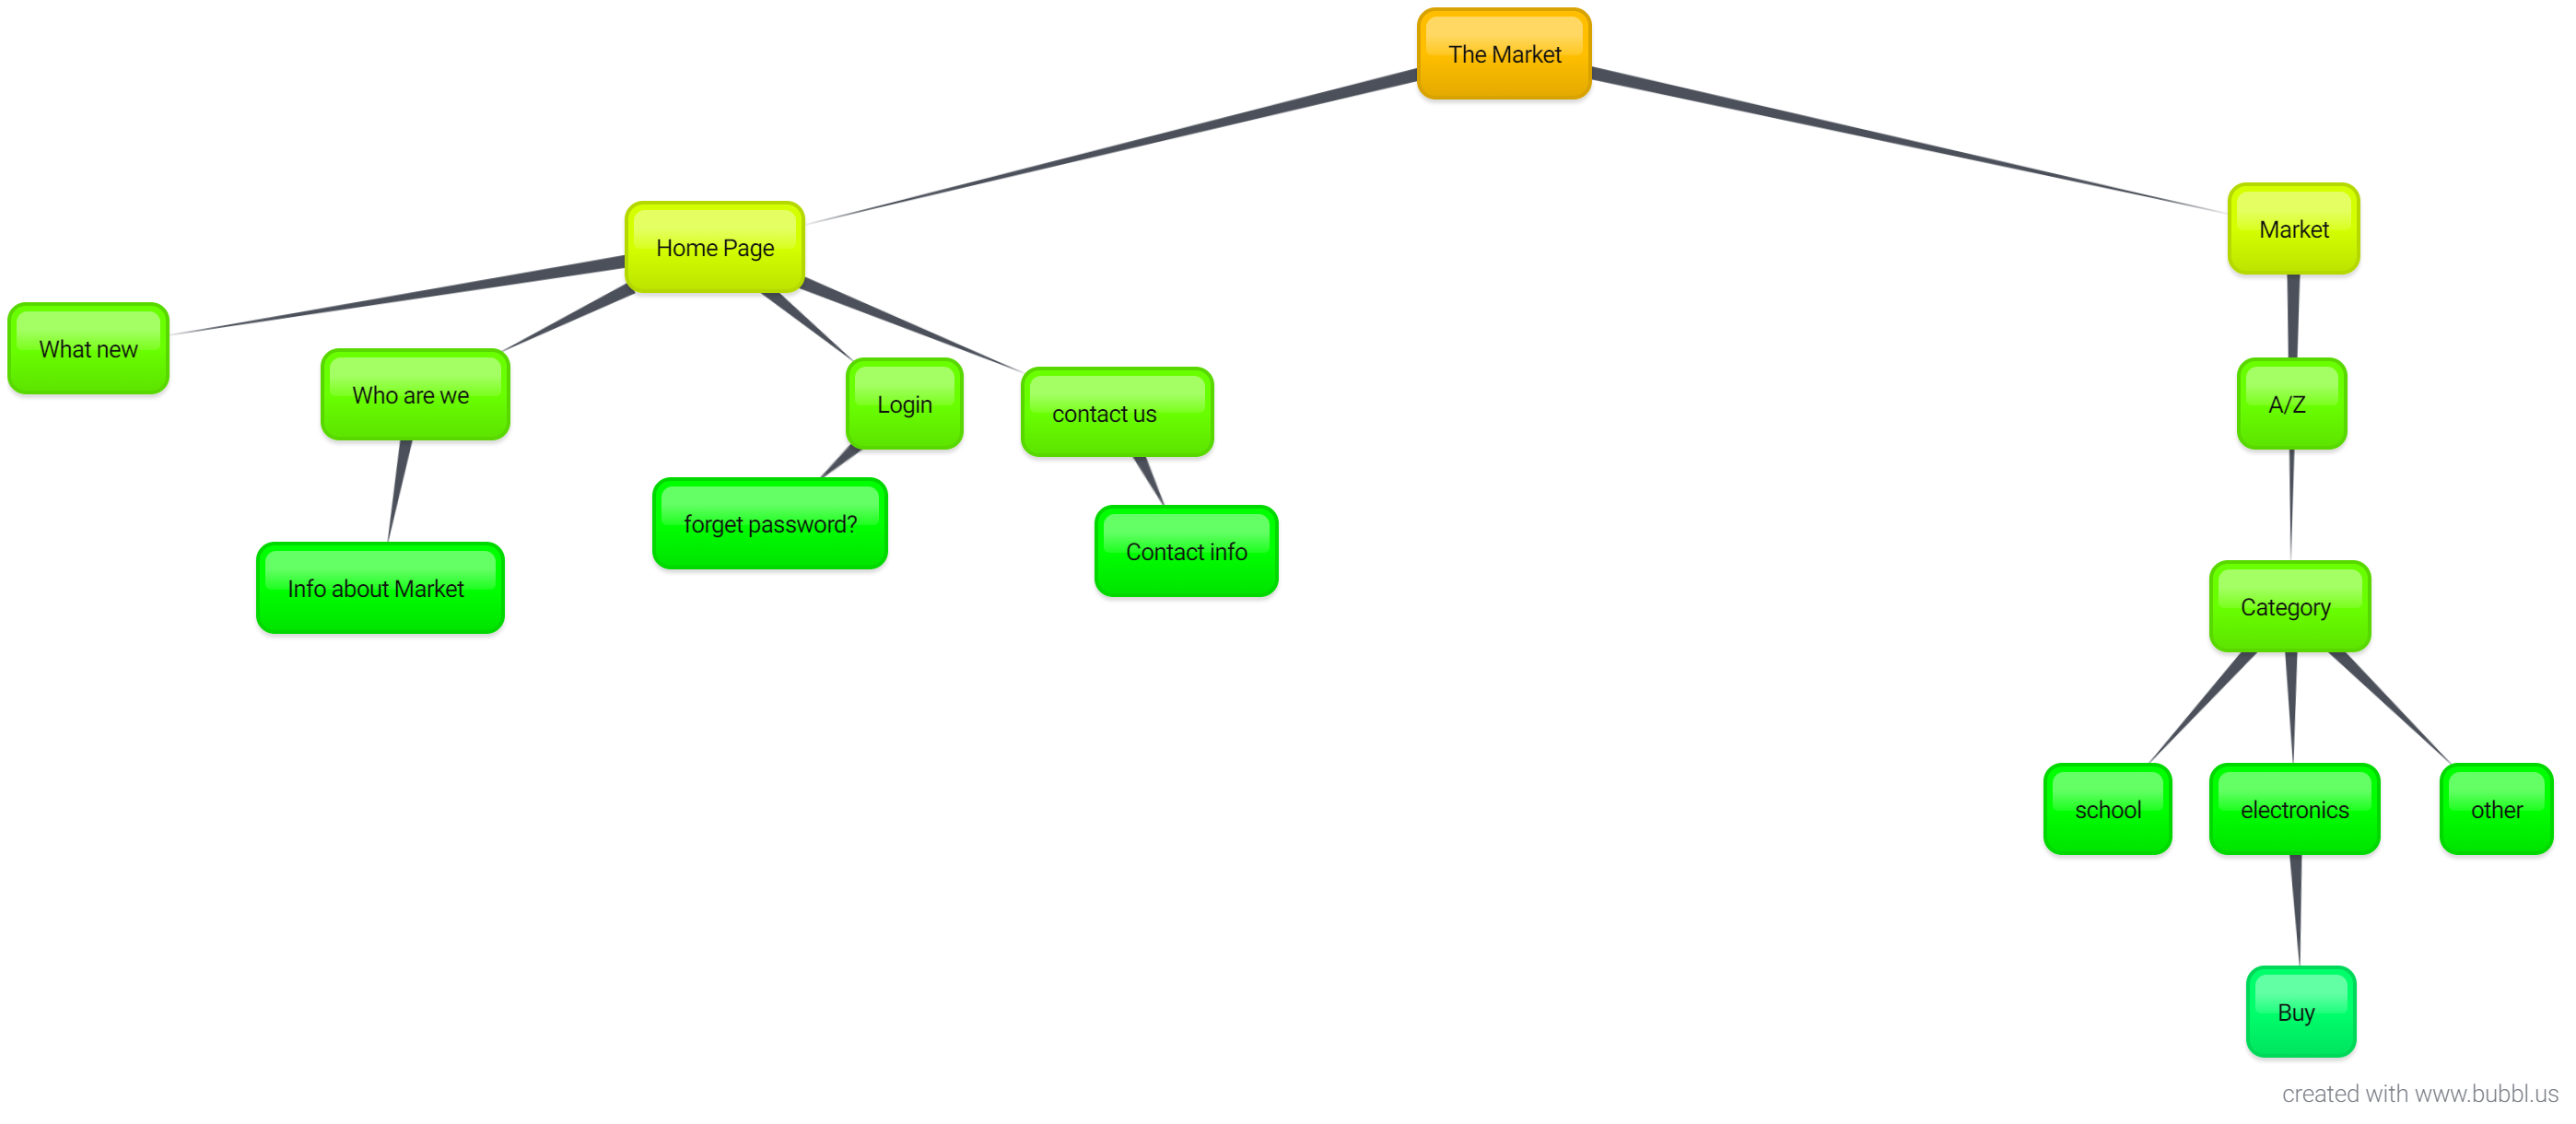 The Market
Home Page
Market
What new
Who are we
Login
contact us
A/Z
forget password?
Contact info
Info about Market
Category
school
electronics
other
Buy
created with www.bubbl.us